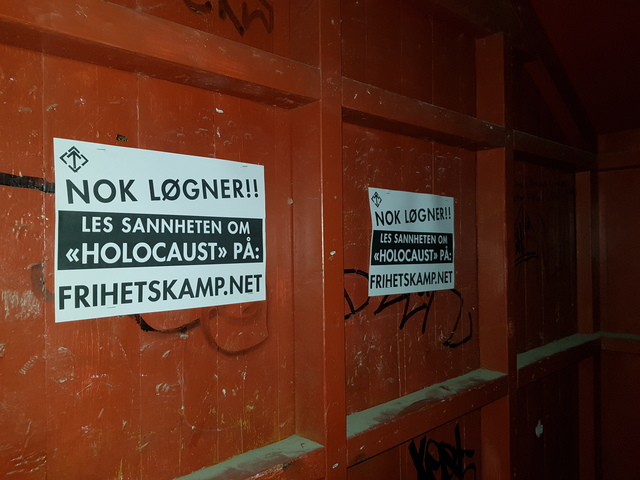 NOK LØGNER!!
LES SANNHETEN OM
«HOLOCAUST» PÅ:
FRIHETSKAMP.NET
NOK LØGNER!!
LES SANNHETEN OM
«HOLOCAUST» PÅ:
FRIHETSKAMP.NET